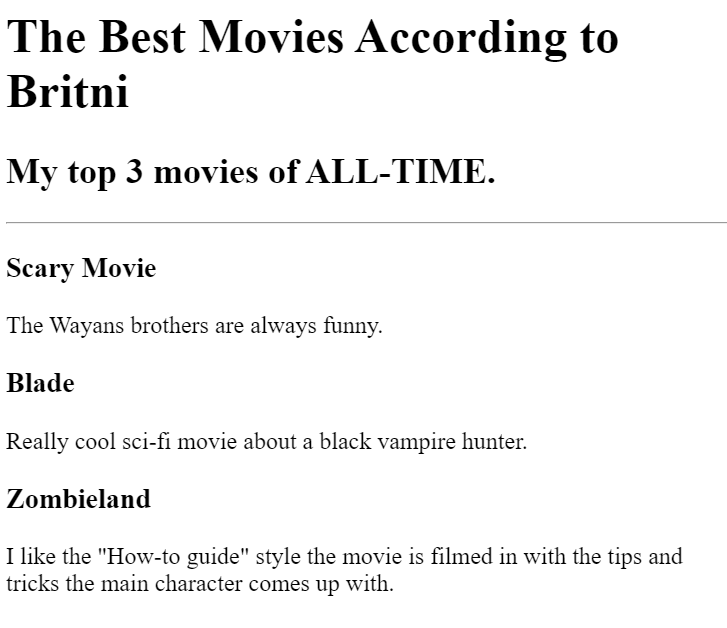 The Best Movies According to
Britni
My top 3 movies of ALL-TIME.
Scary Movie
The Wayans brothers are always funny.
Blade
Really cool sci-fi movie about a black vampire hunter.
Zombieland
I like the "How-to guide" style the movie is filmed in with the tips and
tricks the main character comes up with.